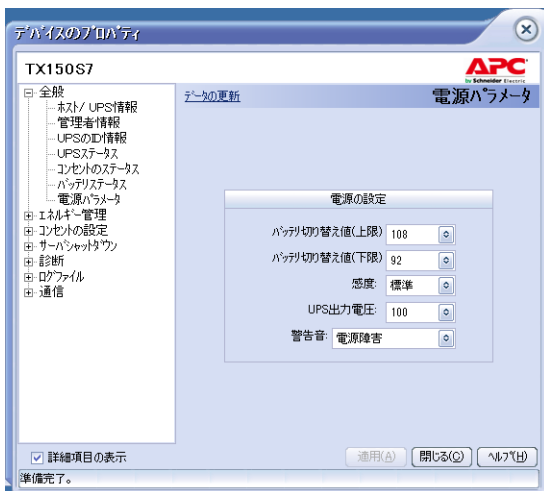 デバイスのプロパティ
TX150S7
APC
by Schneider Electric
全般
ホスト/ UPS情報
管理者情報
UPSのID情報
UPSステータス
コンセントのステータス
バッテリステータス
電源パラメータ
エネルギー管理
コンセントの設定
サーバシャットダウン
診断
ログファイル
通信
データの更新
電源パラメータ
電源の設定
バッテリ切り替え値(上限) 108
バッテリ切り替え値(下限) 92
感度: 標準
UPS出力電圧: 100
警告音: 電源障害
詳細項目の表示
適用(A) 閉じる(C) ヘルプ(H)
準備完了。